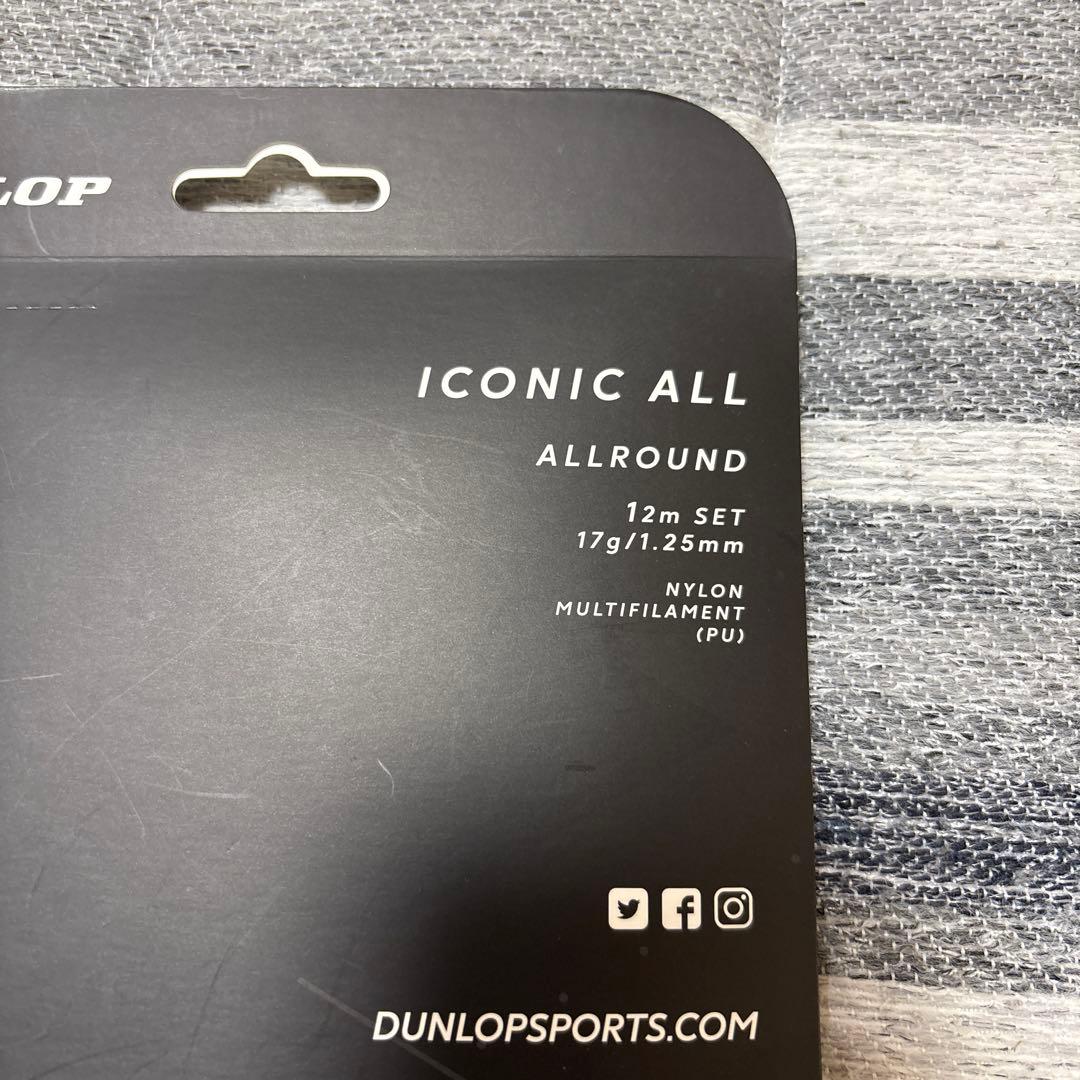 LOP
ICONIC ALL
ALLROUND
12m SET
17g/1.25mm
NYLON
MULTIFILAMENT
(PU)
DUNLOPSPORTS.COM